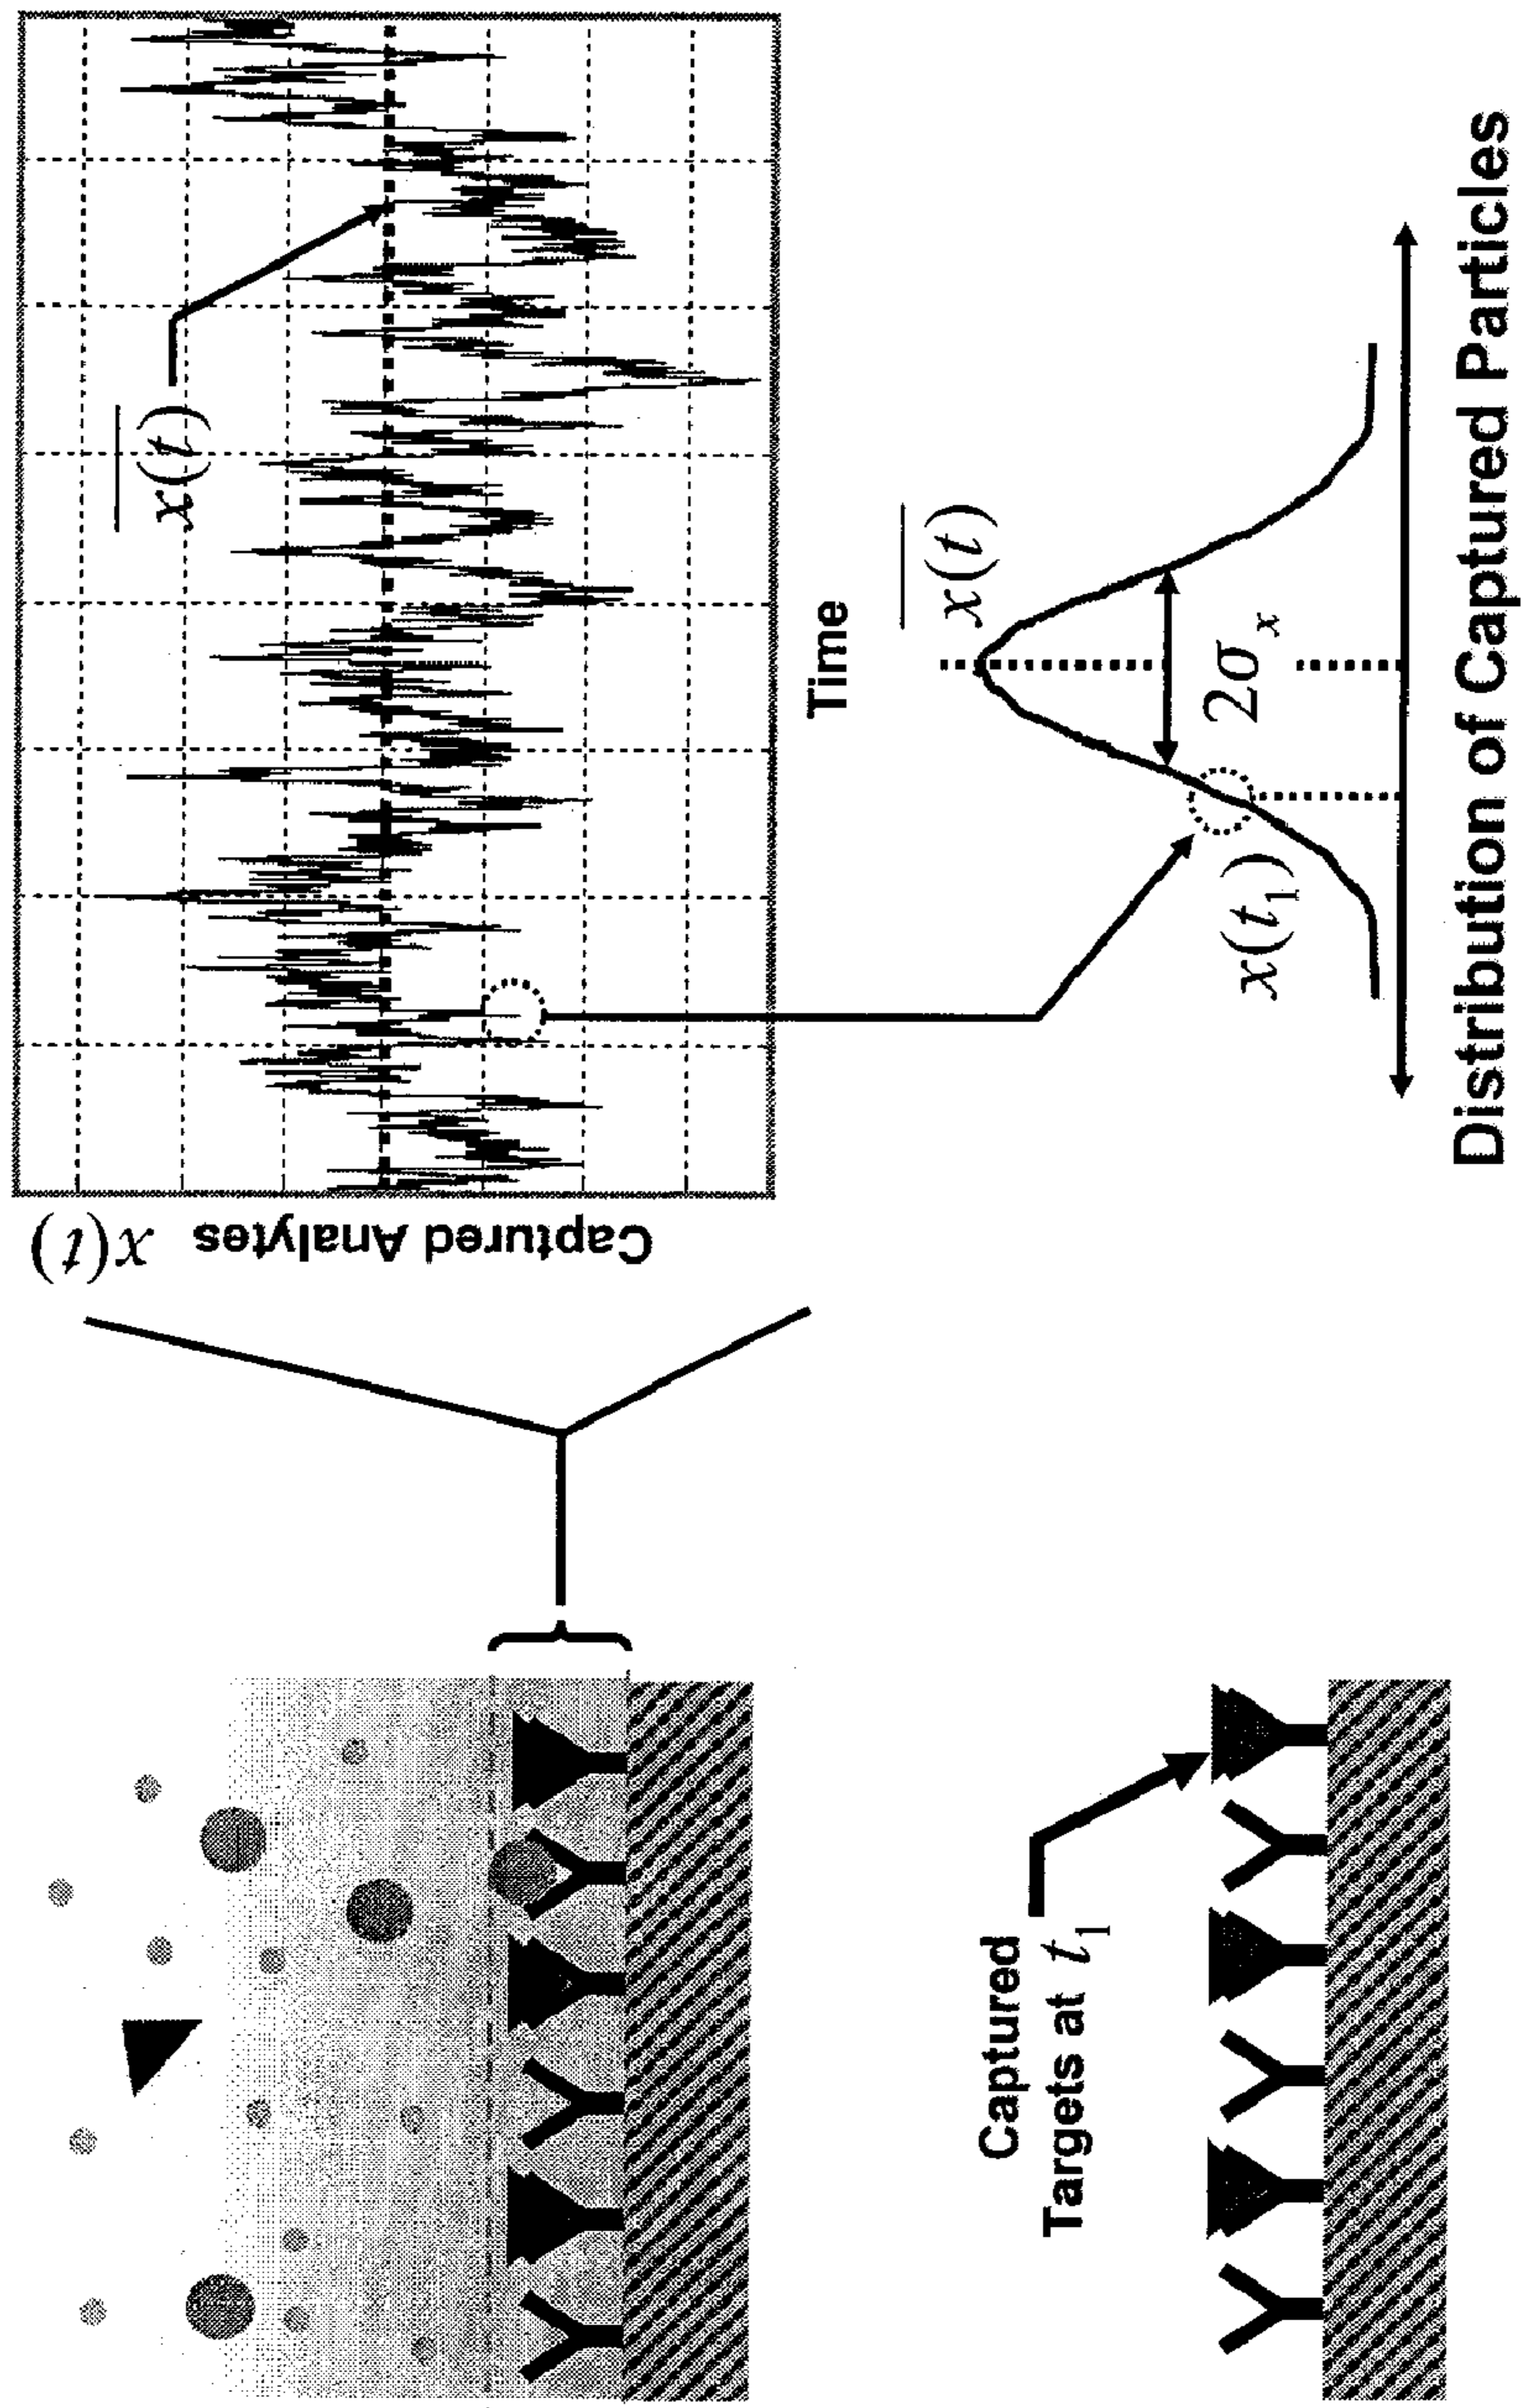 Captured Analytes x(t)
x(t)
Time
x(t)
2σx
x(t1)
Distribution of Captured Particles
Captured
Targets at t1